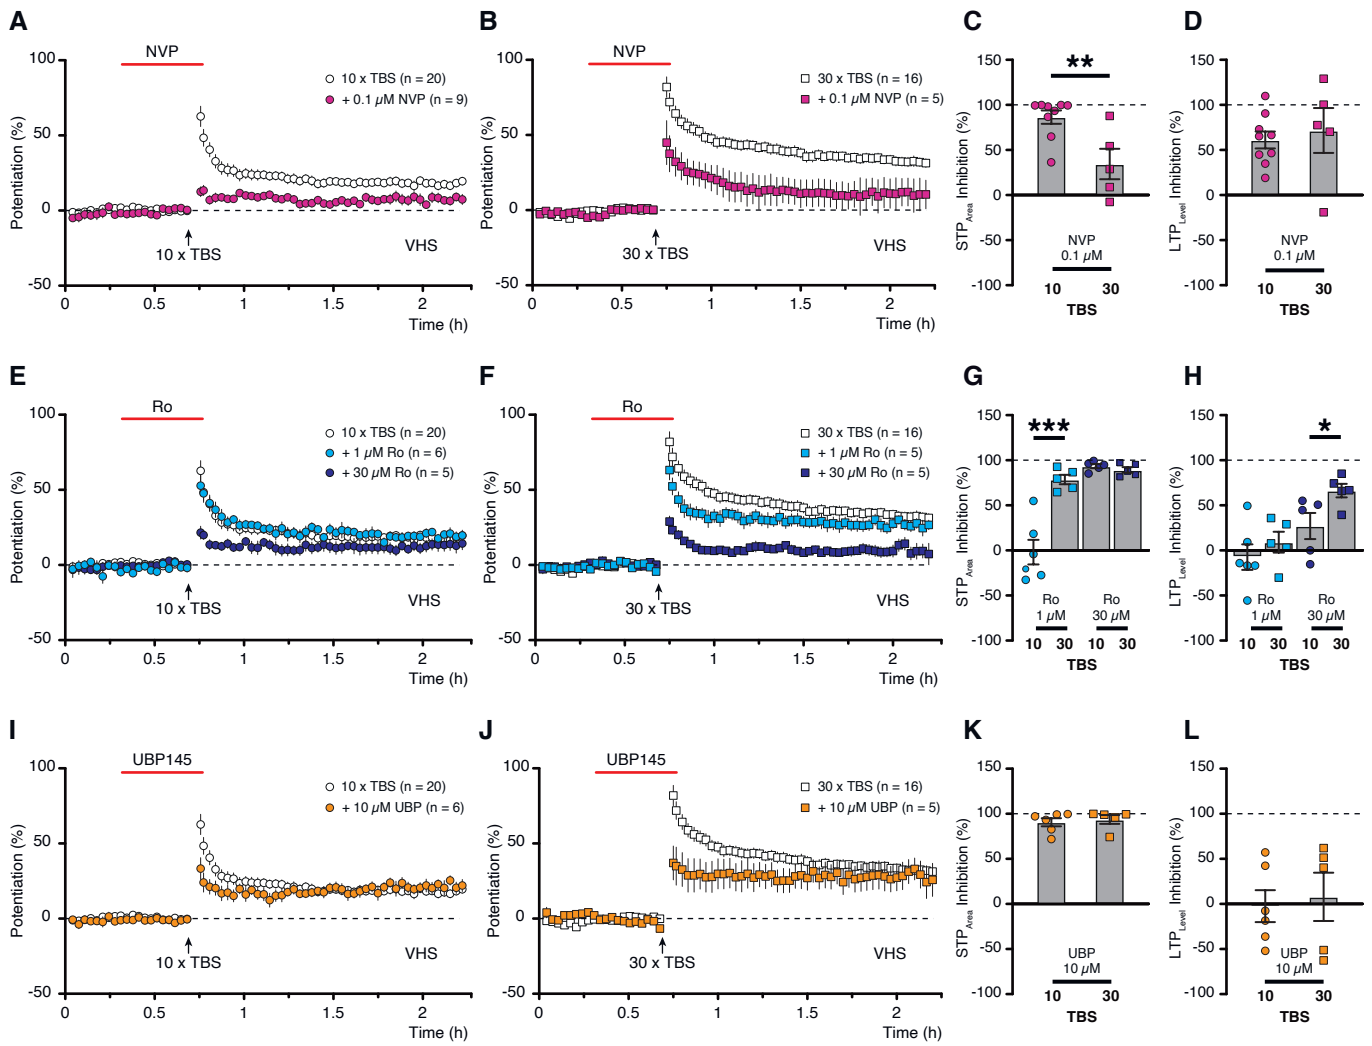 A
NVP
100
50
0
-50
Potentiation (%)
10 x TBS (n = 20)
+ 0.1 µM NVP (n = 9)
10 x TBS
VHS
0 0.5 1 1.5 2
Time (h)
B
NVP
100
50
0
-50
Potentiation (%)
30 x TBS (n = 16)
+ 0.1 µM NVP (n = 5)
30 x TBS
VHS
0 0.5 1 1.5 2
Time (h)
C
150
100
50
0
-50
-100
STPArea Inhibition (%)
**
NVP
0.1 µM
10 30
TBS
D
150
100
50
0
-50
-100
LTPLevel Inhibition (%)
NVP
0.1 µM
10 30
TBS
E
Ro
100
50
0
-50
Potentiation (%)
10 x TBS (n = 20)
+ 1 µM Ro (n = 6)
+ 30 µM Ro (n = 5)
10 x TBS
VHS
0 0.5 1 1.5 2
Time (h)
F
Ro
100
50
0
-50
Potentiation (%)
30 x TBS (n = 16)
+ 1 µM Ro (n = 5)
+ 30 µM Ro (n = 5)
30 x TBS
VHS
0 0.5 1 1.5 2
Time (h)
G
150
100
50
0
-50
-100
STPArea Inhibition (%)
***
Ro Ro
1 µM 30 µM
10 30 10 30
TBS
H
150
100
50
0
-50
-100
LTPLevel Inhibition (%)
*
Ro Ro
1 µM 30 µM
10 30 10 30
TBS
I
UBP145
100
50
0
-50
Potentiation (%)
10 x TBS (n = 20)
+ 10 µM UBP (n = 6)
10 x TBS
VHS
0 0.5 1 1.5 2
Time (h)
J
UBP145
100
50
0
-50
Potentiation (%)
30 x TBS (n = 16)
+ 10 µM UBP (n = 5)
30 x TBS
VHS
0 0.5 1 1.5 2
Time (h)
K
150
100
50
0
-50
-100
STPArea Inhibition (%)
UBP
10 µM
10 30
TBS
L
150
100
50
0
-50
-100
LTPLevel Inhibition (%)
UBP
10 µM
10 30
TBS